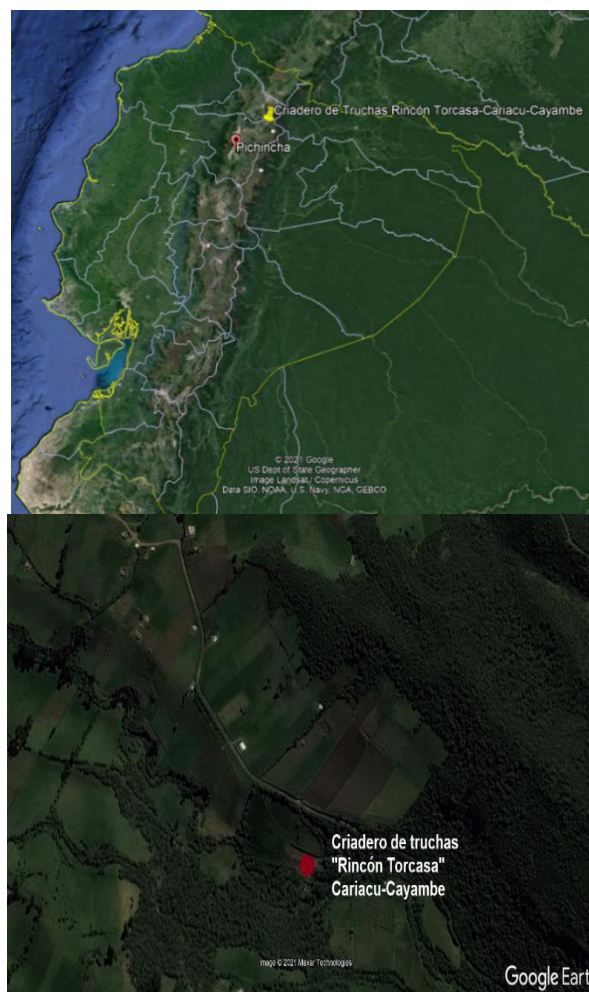 Criadero de Truchas Rincón Torcasa-Cariacu-Cayambe
Pichincha
© 2021 Google
US Dept of State Geographer
Image Landsat / Copernicus
Data SIO, NOAA, U.S. Navy, NGA, GEBCO
Criadero de truchas
"Rincón Torcasa"
Cariacu-Cayambe
Image © 2021 Maxar Technologies
Google Eart